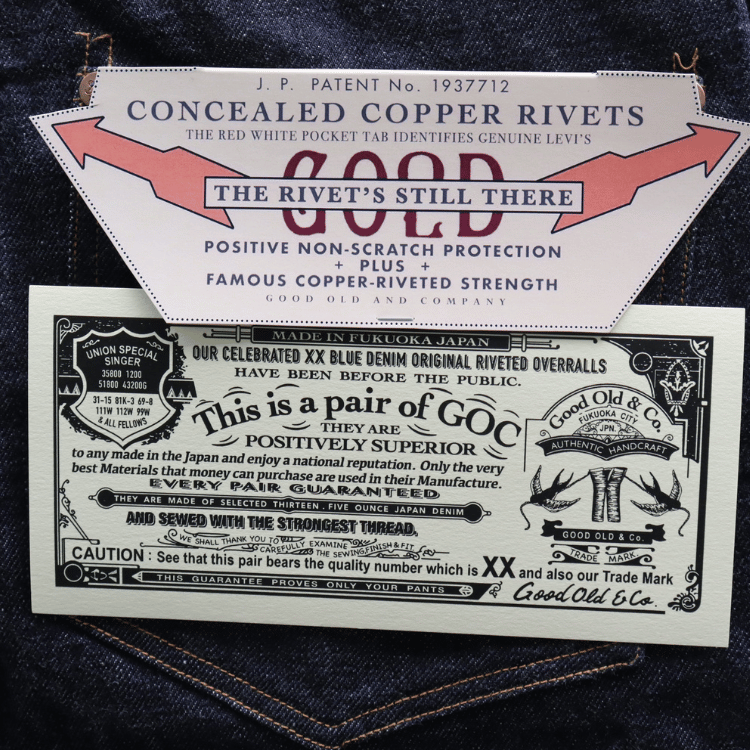 J. P. PATENT No. 1937712
CONCEALED COPPER RIVETS
THE RED WHITE POCKET TAB IDENTIFIES GENUINE LEVI'S
GOLD
THE RIVET'S STILL THERE
POSITIVE NON-SCRATCH PROTECTION
+ PLUS +
FAMOUS COPPER-RIVETED STRENGTH
GOOD OLD AND COMPANY
MADE IN FUKUOKA JAPAN
UNION SPECIAL
SINGER
35800 1200
51800 43200G
31-15 81K-3 69-8
111W 112W 99W
& ALL FELLOWS
OUR CELEBRATED XX BLUE DENIM ORIGINAL RIVETED OVERRALLS
HAVE BEEN BEFORE THE PUBLIC.
This is a pair of GOC
THEY ARE
POSITIVELY SUPERIOR
to any made in the Japan and enjoy a national reputation. Only the very
best Materials that money can purchase are used in their Manufacture.
EVERY PAIR GUARANTEED
THEY ARE MADE OF SELECTED THIRTEEN . FIVE OUNCE JAPAN DENIM
AND SEWED WITH THE STRONGEST THREAD.
WE SHALL THANK YOU TO
CAREFULLY EXAMINE
THE SEWING,FINISH & FIT.
Good Old & Co.
FUKUOKA CITY
JPN.
AUTHENTIC HANDCRAFT
GOOD OLD & Co.
TRADE MARK.
CAUTION : See that this pair bears the quality number which is XX and also our Trade Mark
THIS GUARANTEE PROVES ONLY YOUR PANTS
Good Old & Co.